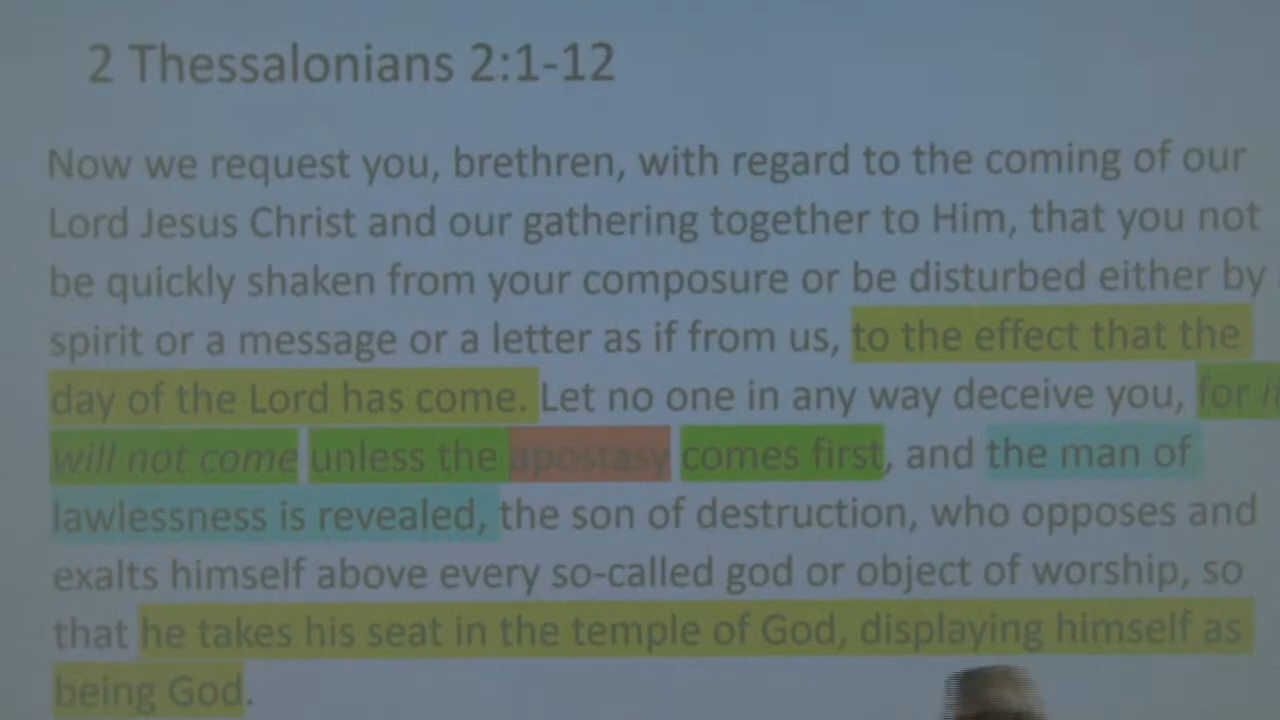 2 Thessalonians 2:1-12
Now we request you, brethren, with regard to the coming of our
Lord Jesus Christ and our gathering together to Him, that you not
be quickly shaken from your composure or be disturbed either by
spirit or a message or a letter as if from us, to the effect that the
day of the Lord has come. Let no one in any way deceive you, for
will not come unless the apostasy comes first, and the man of
lawlessness is revealed, the son of destruction, who opposes and
exalts himself above every so-called god or object of worship, so
that he takes his seat in the temple of God, displaying himself as
being God.